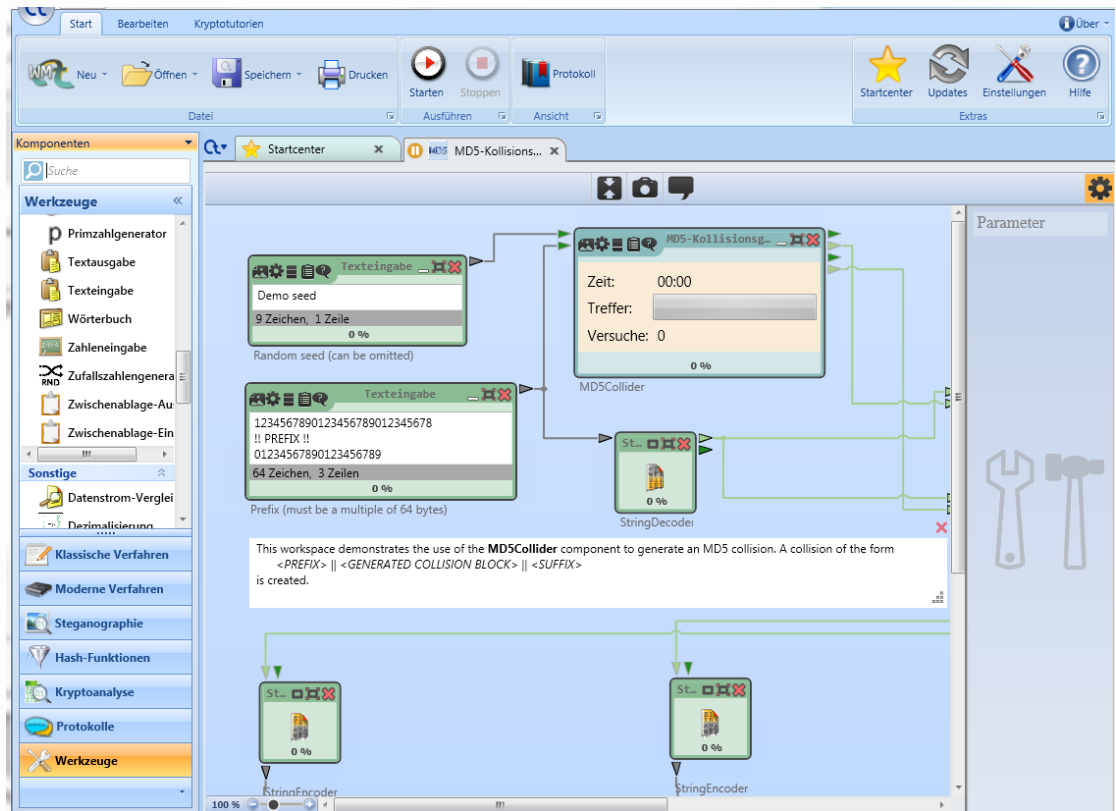 Start Bearbeiten Kryptotutorien Über
Neu Öffnen Speichern Drucken Starten Stoppen Protokoll Startcenter Updates Einstellungen Hilfe
Datei Ausführen Ansicht Extras
Komponenten
Suche
Werkzeuge
Primzahlgenerator
Textausgabe
Texteingabe
Wörterbuch
Zahleneingabe
RND Zufallszahlengenera
Zwischenablage-Au
Zwischenablage-Ein
Sonstige
Datenstrom-Verglei
Dezimalisierung
Klassische Verfahren
Moderne Verfahren
Steganographie
Hash-Funktionen
Kryptoanalyse
Protokolle
Werkzeuge
Startcenter MD5 MD5-Kollisions...
Parameter
Texteingabe
Demo seed
9 Zeichen, 1 Zeile
0 %
Random seed (can be omitted)
MD5-Kollisionsg…
Zeit: 00:00
Treffer:
Versuche: 0
0 %
MD5Collider
Texteingabe
1234567890123456789012345678
!! PREFIX !!
01234567890123456789
64 Zeichen, 3 Zeilen
0 %
Prefix (must be a multiple of 64 bytes)
St…
0 %
StringDecoder
This workspace demonstrates the use of the MD5Collider component to generate an MD5 collision. A collision of the form
<PREFIX> || <GENERATED COLLISION BLOCK> || <SUFFIX>
is created.
St…
0 %
StringEncoder
St…
0 %
StringEncoder
100 %